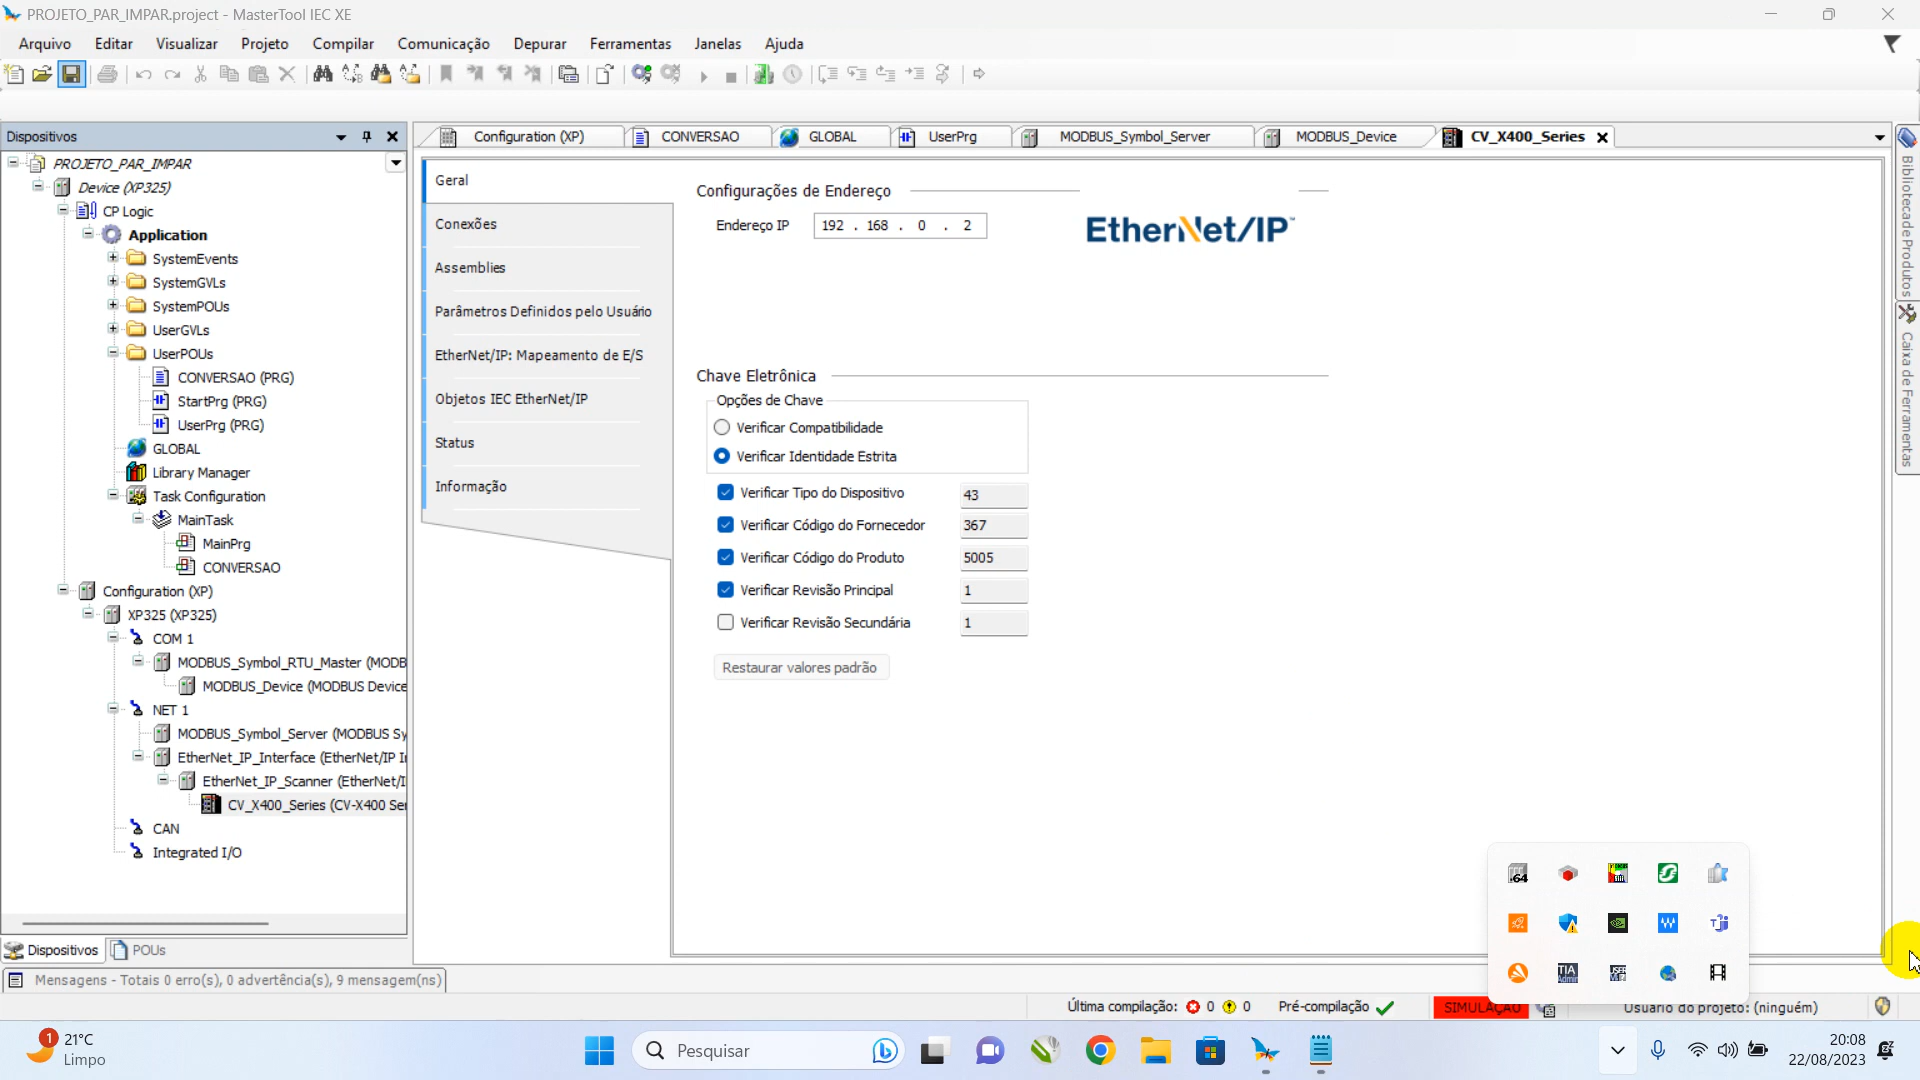 PROJETO_PAR_IMPAR.project - MasterTool IEC XE
Arquivo Editar Visualizar Projeto Compilar Comunicação Depurar Ferramentas Janelas Ajuda
Dispositivos
PROJETO_PAR_IMPAR
Device (XP325)
CP Logic
Application
SystemEvents
SystemGVLs
SystemPOUs
UserGVLs
UserPOUs
CONVERSAO (PRG)
StartPrg (PRG)
UserPrg (PRG)
GLOBAL
Library Manager
Task Configuration
MainTask
MainPrg
CONVERSAO
Configuration (XP)
XP325 (XP325)
COM 1
MODBUS_Symbol_RTU_Master (MODB
MODBUS_Device (MODBUS Device
NET 1
MODBUS_Symbol_Server (MODBUS Sy
EtherNet_IP_Interface (EtherNet/IP I
EtherNet_IP_Scanner (EtherNet/I
CV_X400_Series (CV-X400 Ser
CAN
Integrated I/O
Dispositivos POUs
Configuration (XP) CONVERSAO GLOBAL UserPrg MODBUS_Symbol_Server MODBUS_Device CV_X400_Series
Geral
Conexões
Assemblies
Parâmetros Definidos pelo Usuário
EtherNet/IP: Mapeamento de E/S
Objetos IEC EtherNet/IP
Status
Informação
Configurações de Endereço
Endereço IP 192 . 168 . 0 . 2
EtherNet/IP™
Chave Eletrônica
Opções de Chave
Verificar Compatibilidade
Verificar Identidade Estrita
Verificar Tipo do Dispositivo 43
Verificar Código do Fornecedor 367
Verificar Código do Produto 5005
Verificar Revisão Principal 1
Verificar Revisão Secundária 1
Restaurar valores padrão
Biblioteca de Produtos
Caixa de Ferramentas
64
TIA
Admin
USER
Mensagens - Totais 0 erro(s), 0 advertência(s), 9 mensagem(ns)
Última compilação: 0 0 Pré-compilação SIMULAÇÃO Usuário do projeto: (ninguém)
1
21°C
Limpo
Pesquisar
20:08
22/08/2023